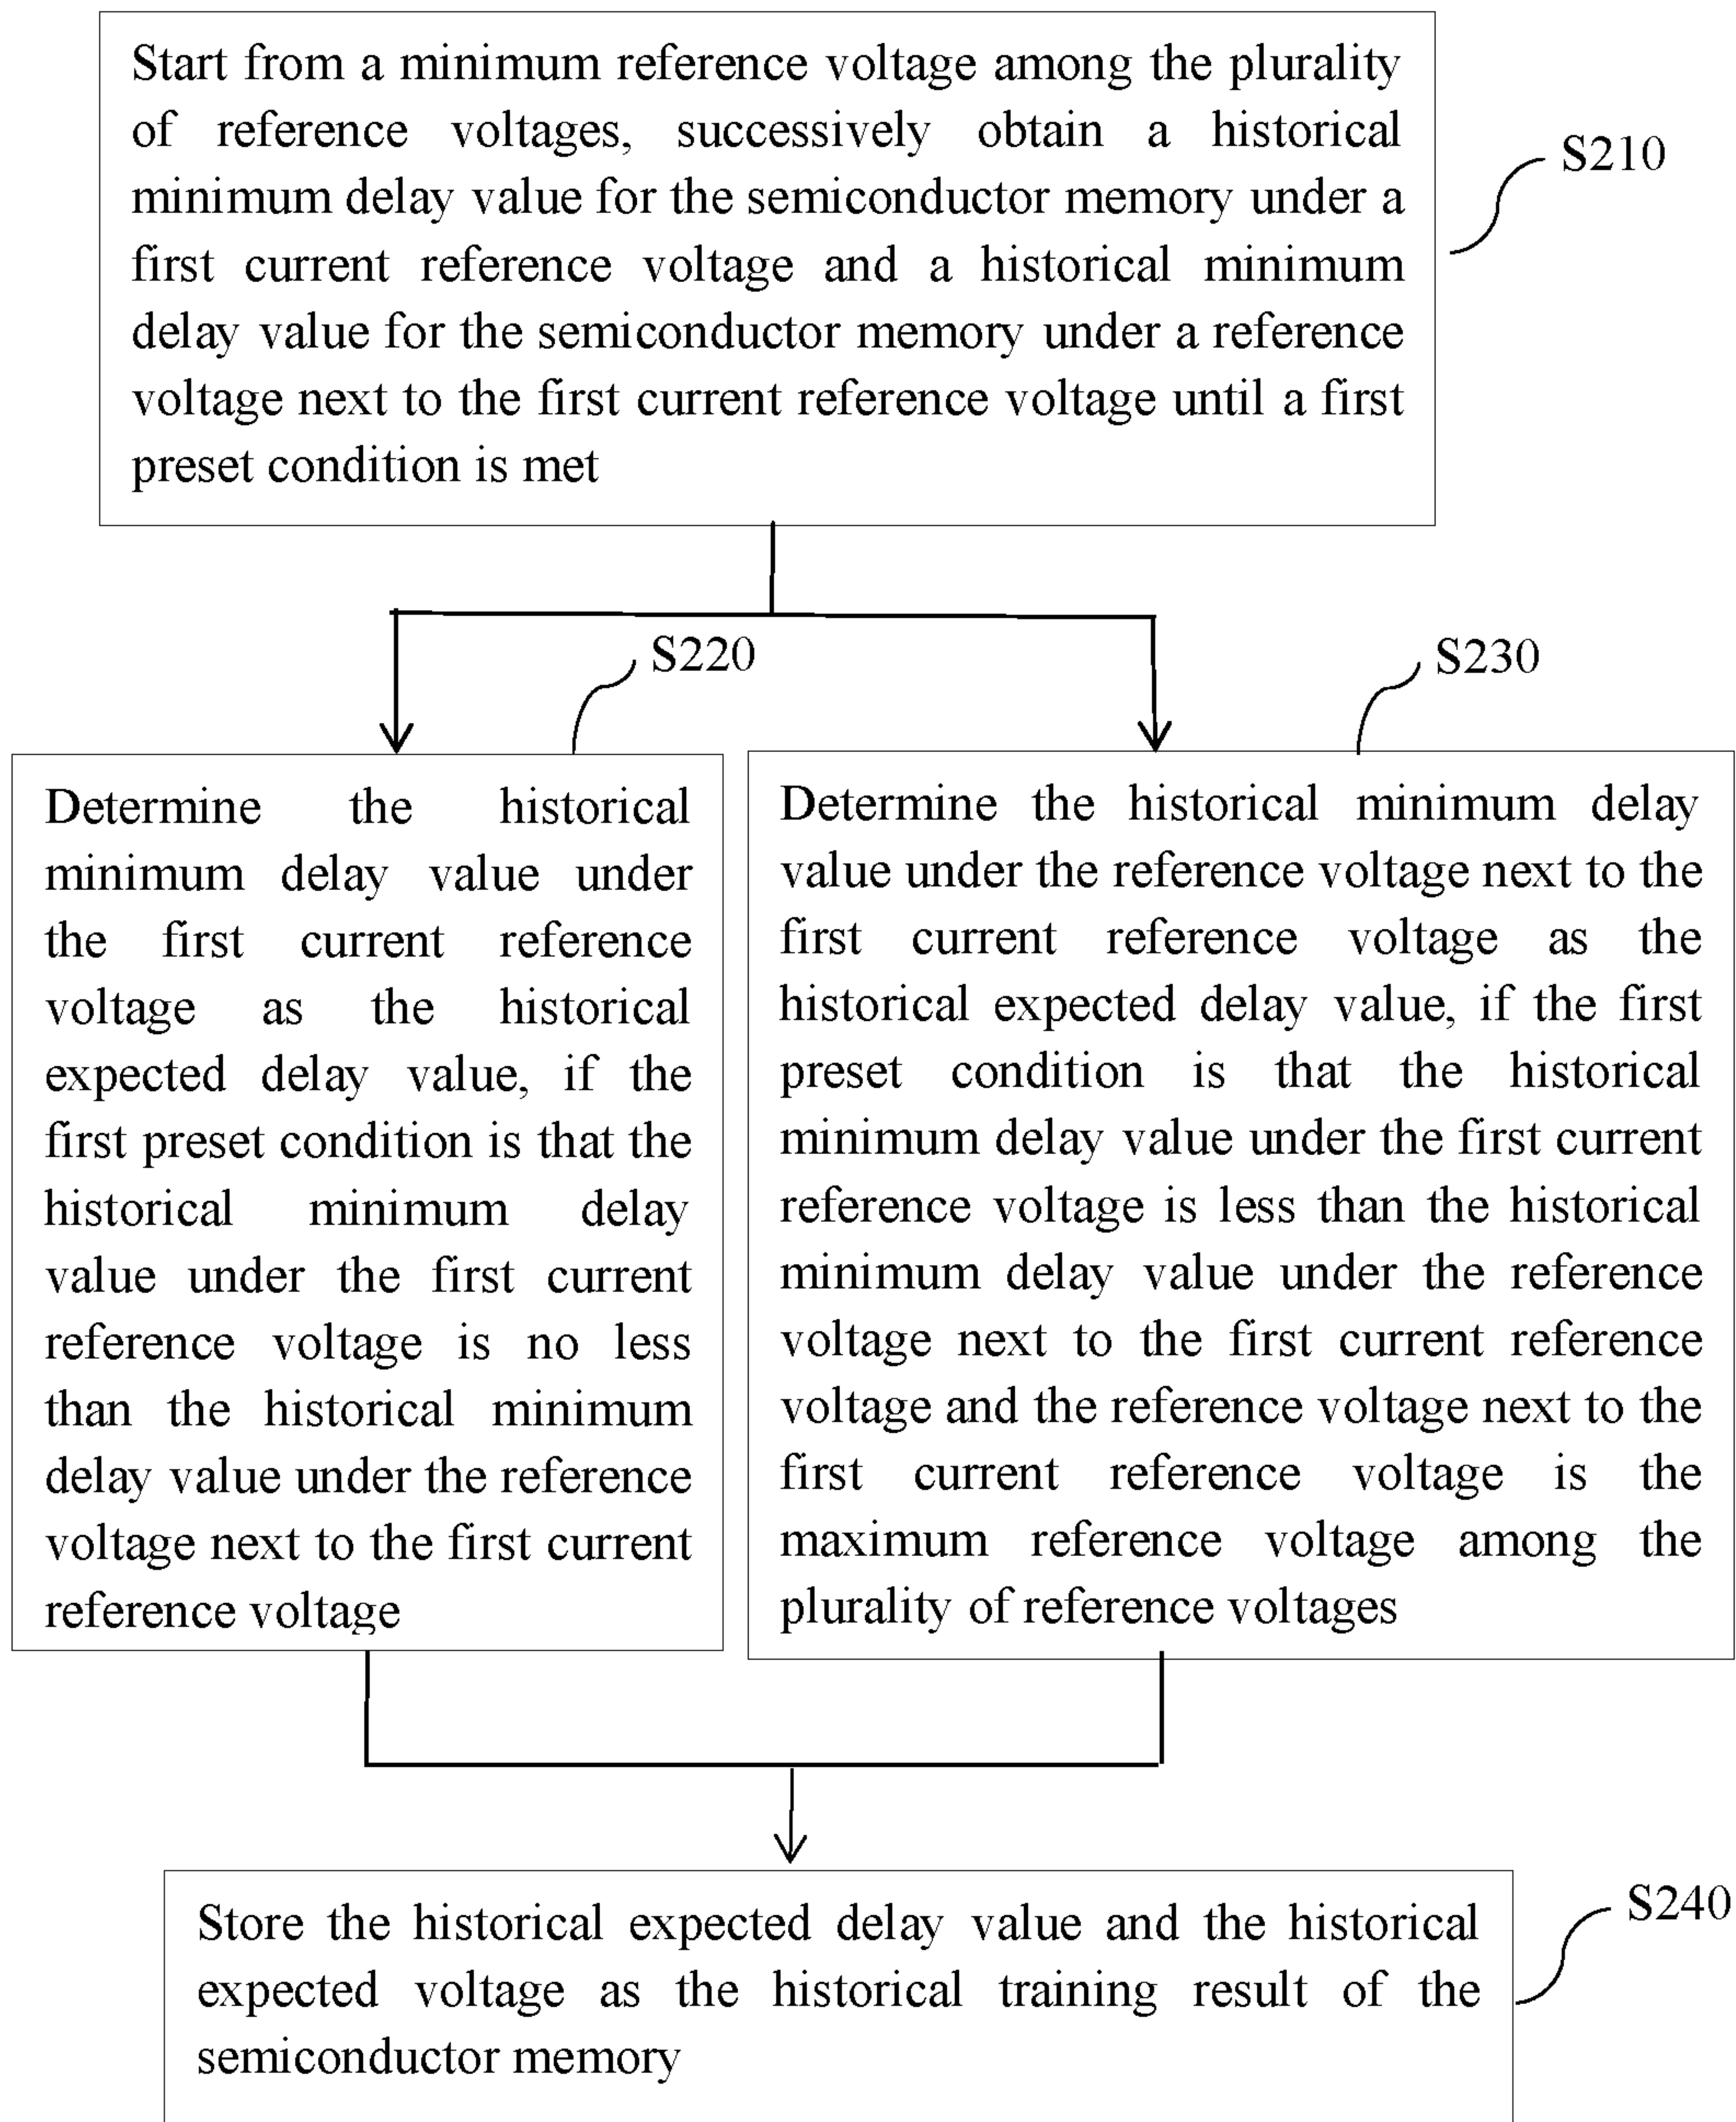 Start from a minimum reference voltage among the plurality
of reference voltages, successively obtain a historical
minimum delay value for the semiconductor memory under a
first current reference voltage and a historical minimum
delay value for the semiconductor memory under a reference
voltage next to the first current reference voltage until a first
preset condition is met
S210
S220
S230
Determine the historical
minimum delay value under
the first current reference
voltage as the historical
expected delay value, if the
first preset condition is that the
historical minimum delay
value under the first current
reference voltage is no less
than the historical minimum
delay value under the reference
voltage next to the first current
reference voltage
Determine the historical minimum delay
value under the reference voltage next to the
first current reference voltage as the
historical expected delay value, if the first
preset condition is that the historical
minimum delay value under the first current
reference voltage is less than the historical
minimum delay value under the reference
voltage next to the first current reference
voltage and the reference voltage next to the
first current reference voltage is the
maximum reference voltage among the
plurality of reference voltages
Store the historical expected delay value and the historical
expected voltage as the historical training result of the
semiconductor memory
S240